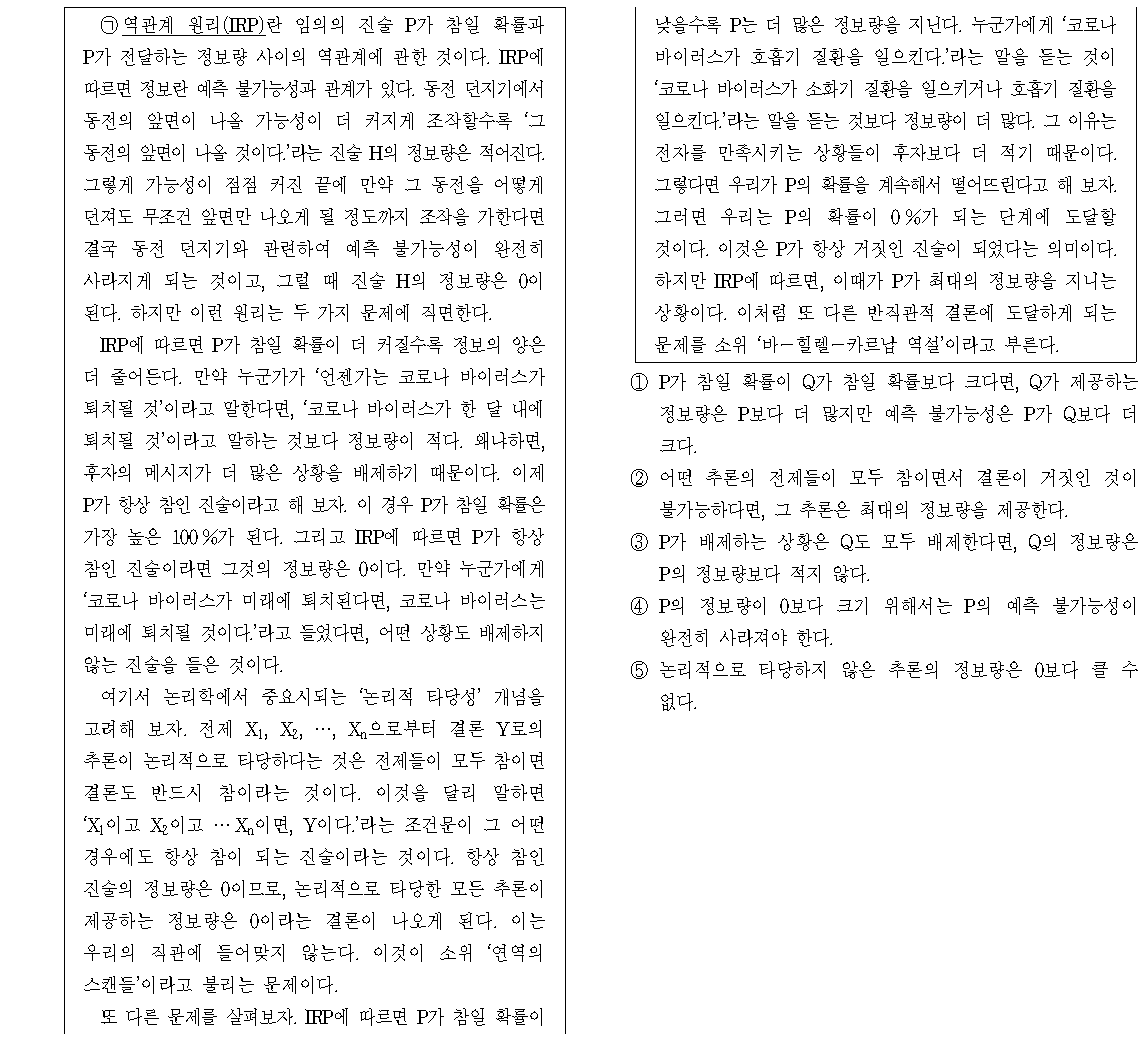 ㉠역관계 원리(IRP)란 임의의 진술 P가 참일 확률과
P가 전달하는 정보량 사이의 역관계에 관한 것이다. IRP에
따르면 정보란 예측 불가능성과 관계가 있다. 동전 던지기에서
동전의 앞면이 나올 가능성이 더 커지게 조작할수록 ‘그
동전의 앞면이 나올 것이다.’라는 진술 H의 정보량은 적어진다.
그렇게 가능성이 점점 커진 끝에 만약 그 동전을 어떻게
던져도 무조건 앞면만 나오게 될 정도까지 조작을 가한다면
결국 동전 던지기와 관련하여 예측 불가능성이 완전히
사라지게 되는 것이고, 그럴 때 진술 H의 정보량은 0이
된다. 하지만 이런 원리는 두 가지 문제에 직면한다.
IRP에 따르면 P가 참일 확률이 더 커질수록 정보의 양은
더 줄어든다. 만약 누군가가 ‘언젠가는 코로나 바이러스가
퇴치될 것’이라고 말한다면, ‘코로나 바이러스가 한 달 내에
퇴치될 것’이라고 말하는 것보다 정보량이 적다. 왜냐하면,
후자의 메시지가 더 많은 상황을 배제하기 때문이다. 이제
P가 항상 참인 진술이라고 해 보자. 이 경우 P가 참일 확률은
가장 높은 100%가 된다. 그리고 IRP에 따르면 P가 항상
참인 진술이라면 그것의 정보량은 0이다. 만약 누군가에게
‘코로나 바이러스가 미래에 퇴치된다면, 코로나 바이러스는
미래에 퇴치될 것이다.’라고 들었다면, 어떤 상황도 배제하지
않는 진술을 들은 것이다.
여기서 논리학에서 중요시되는 ‘논리적 타당성’ 개념을
고려해 보자. 전제 X₁, X₂, …, Xₙ으로부터 결론 Y로의
추론이 논리적으로 타당하다는 것은 전제들이 모두 참이면
결론도 반드시 참이라는 것이다. 이것을 달리 말하면
‘X₁이고 X₂이고 … Xₙ이면, Y이다.’라는 조건문이 그 어떤
경우에도 항상 참이 되는 진술이라는 것이다. 항상 참인
진술의 정보량은 0이므로, 논리적으로 타당한 모든 추론이
제공하는 정보량은 0이라는 결론이 나오게 된다. 이는
우리의 직관에 들어맞지 않는다. 이것이 소위 ‘연역의
스캔들’이라고 불리는 문제이다.
또 다른 문제를 살펴보자. IRP에 따르면 P가 참일 확률이
낮을수록 P는 더 많은 정보량을 지닌다. 누군가에게 ‘코로나
바이러스가 호흡기 질환을 일으킨다.’라는 말을 듣는 것이
‘코로나 바이러스가 소화기 질환을 일으키거나 호흡기 질환을
일으킨다.’라는 말을 듣는 것보다 정보량이 더 많다. 그 이유는
전자를 만족시키는 상황들이 후자보다 더 적기 때문이다.
그렇다면 우리가 P의 확률을 계속해서 떨어뜨린다고 해 보자.
그러면 우리는 P의 확률이 0%가 되는 단계에 도달할
것이다. 이것은 P가 항상 거짓인 진술이 되었다는 의미이다.
하지만 IRP에 따르면, 이때가 P가 최대의 정보량을 지니는
상황이다. 이처럼 또 다른 반직관적 결론에 도달하게 되는
문제를 소위 ‘바－힐렐－카르납 역설’이라고 부른다.
① P가 참일 확률이 Q가 참일 확률보다 크다면, Q가 제공하는
정보량은 P보다 더 많지만 예측 불가능성은 P가 Q보다 더
크다.
② 어떤 추론의 전제들이 모두 참이면서 결론이 거짓인 것이
불가능하다면, 그 추론은 최대의 정보량을 제공한다.
③ P가 배제하는 상황은 Q도 모두 배제한다면, Q의 정보량은
P의 정보량보다 적지 않다.
④ P의 정보량이 0보다 크기 위해서는 P의 예측 불가능성이
완전히 사라져야 한다.
⑤ 논리적으로 타당하지 않은 추론의 정보량은 0보다 클 수
없다.